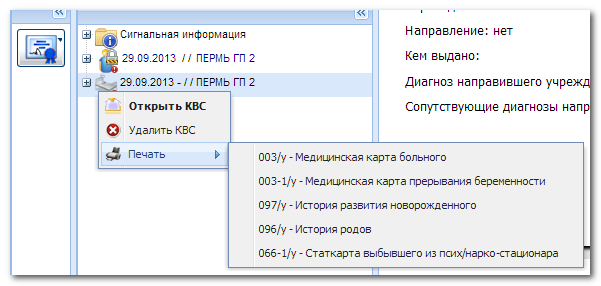 Сигнальная информация
29.09.2013 / / ПЕРМЬ ГП 2
29.09.2013 - / / ПЕРМЬ ГП 2
Открыть КВС
Удалить КВС
Печать
003/у - Медицинская карта больного
003-1/у - Медицинская карта прерывания беременности
097/у - История развития новорожденного
096/у - История родов
066-1/у - Статкарта выбывшего из псих/нарко-стационара
Направление: нет
Кем выдано:
Диагноз направившего учрежд
Сопутствующие диагнозы напр